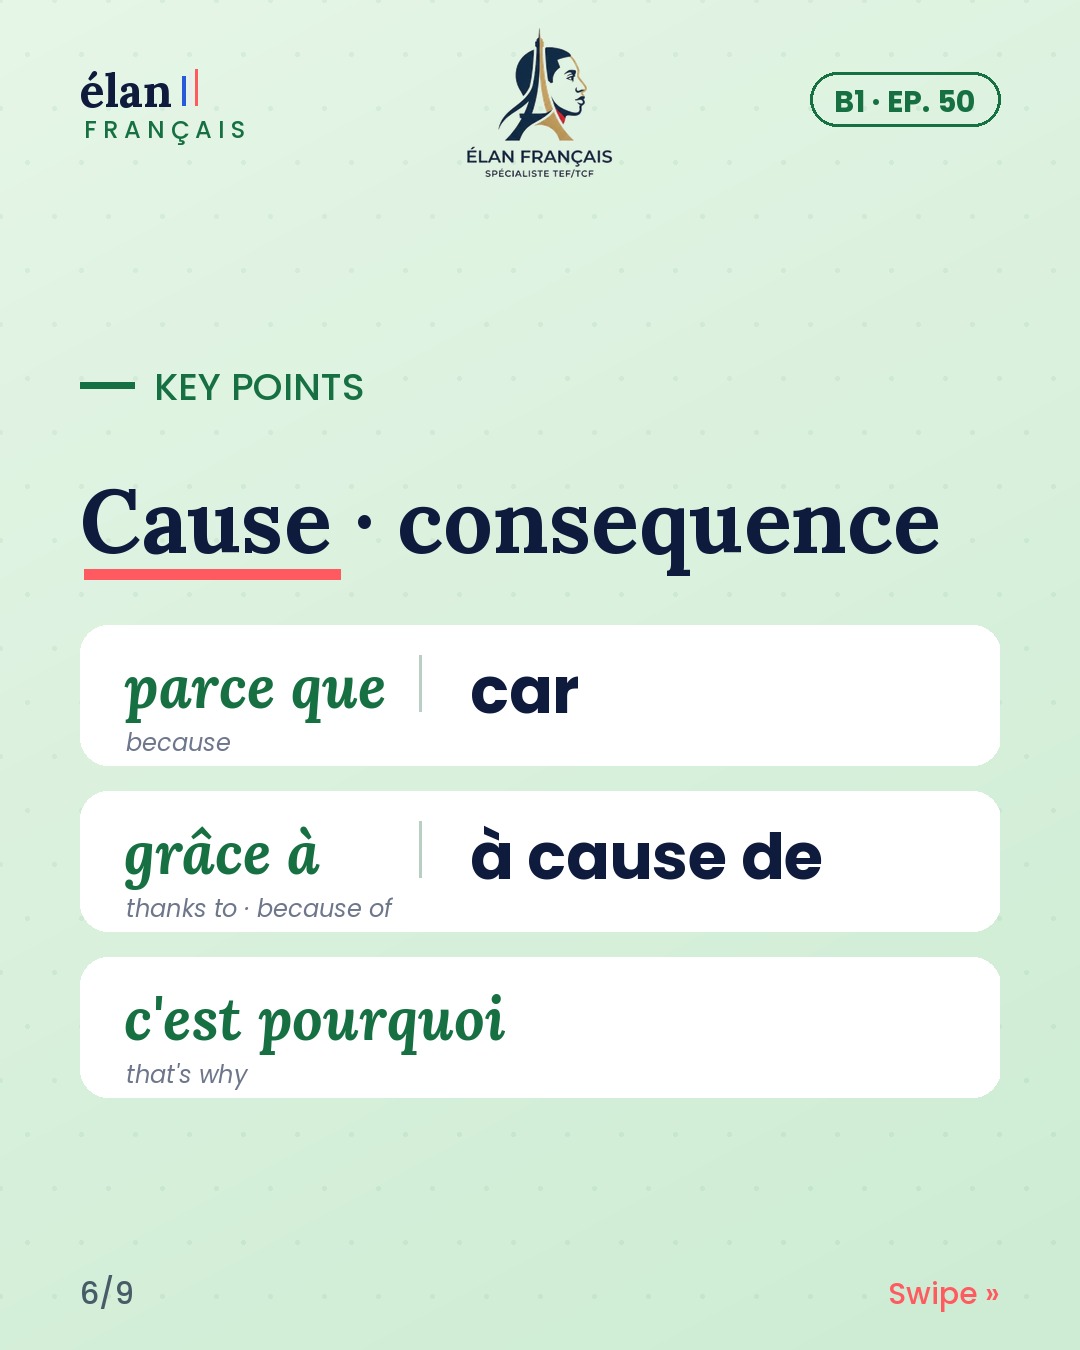 élan
FRANÇAIS
ÉLAN FRANÇAIS
SPÉCIALISTE TEF/TCF
B1 · EP. 50
KEY POINTS
Cause · consequence
parce que | car
because
grâce à | à cause de
thanks to · because of
c'est pourquoi
that's why
6/9
Swipe »